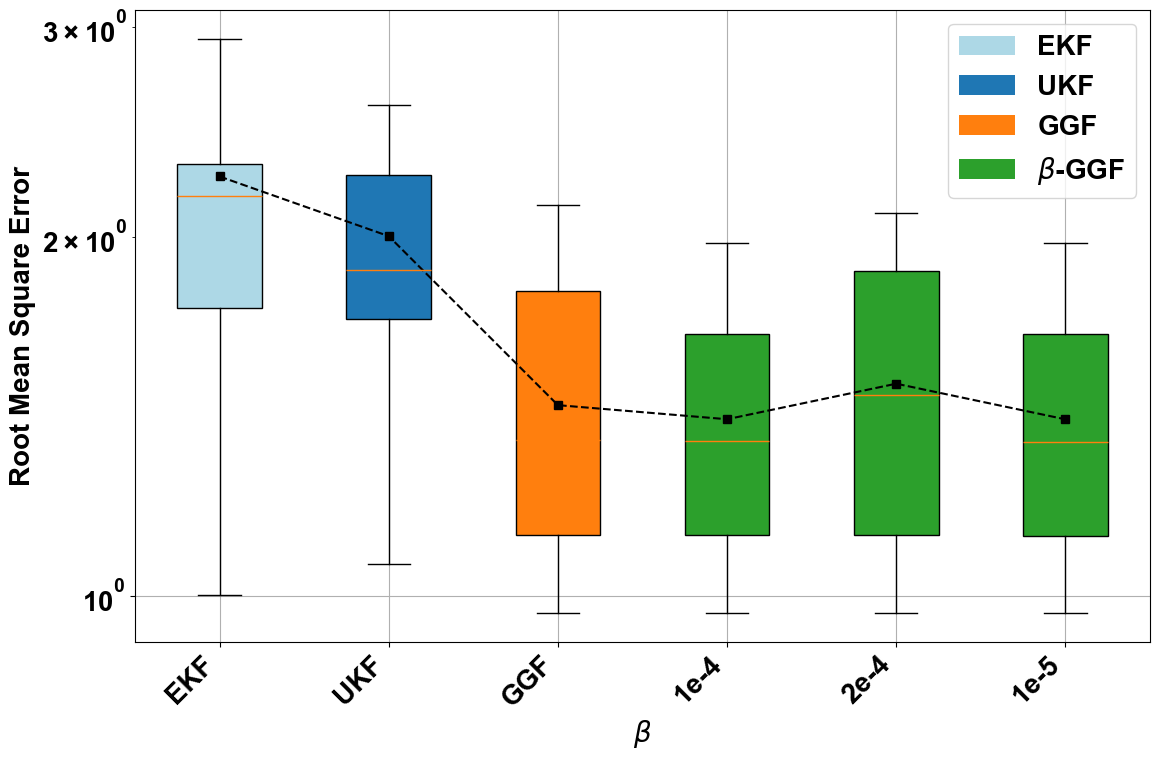 Root Mean Square Error
3 × 10⁰
2 × 10⁰
10⁰
EKF
UKF
GGF
β-GGF
EKF
UKF
GGF
1e-4
2e-4
1e-5
β